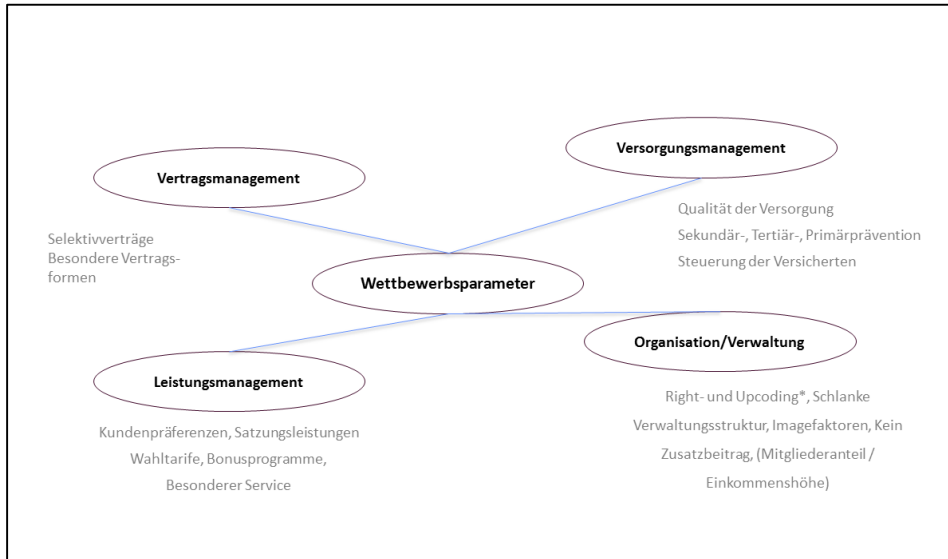 Versorgungsmanagement
Vertragsmanagement
Qualität der Versorgung
Sekundär-, Tertiär-, Primärprävention
Steuerung der Versicherten
Selektivverträge
Besondere Vertrags-
formen
Wettbewerbsparameter
Organisation/Verwaltung
Leistungsmanagement
Right- und Upcoding*, Schlanke
Verwaltungsstruktur, Imagefaktoren, Kein
Zusatzbeitrag, (Mitgliederanteil /
Einkommenshöhe)
Kundenpräferenzen, Satzungsleistungen
Wahltarife, Bonusprogramme,
Besonderer Service